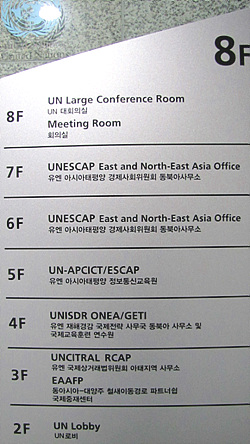 United Nations
8F
8F
UN Large Conference Room
UN 대회의실
Meeting Room
회의실
7F
UNESCAP East and North-East Asia Office
유엔 아시아태평양 경제사회위원회 동북아사무소
6F
UNESCAP East and North-East Asia Office
유엔 아시아태평양 경제사회위원회 동북아사무소
5F
UN-APCICT/ESCAP
유엔 아시아태평양 정보통신교육원
4F
UNISDR ONEA/GETI
유엔 재해경감 국제전략 사무국 동북아 사무소 및
국제교육훈련 연수원
3F
UNCITRAL RCAP
유엔 국제상거래법위원회 아태지역 사무소
EAAFP
동아시아-대양주 철새이동경로 파트너쉽
국제중재센터
2F
UN Lobby
UN로비